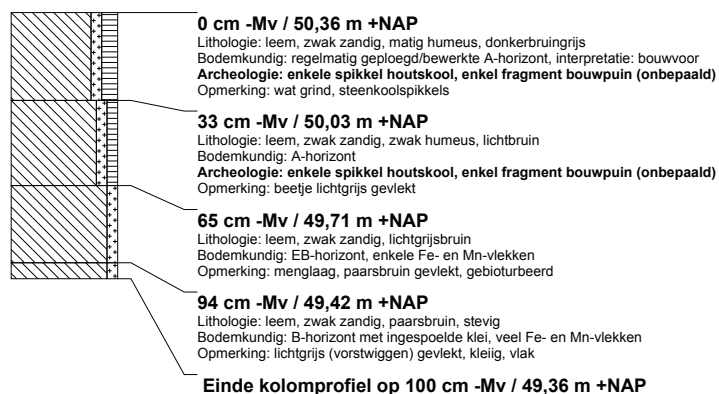 0 cm -Mv / 50,36 m +NAP
Lithologie: leem, zwak zandig, matig humeus, donkerbruingrijs
Bodemkundig: regelmatig geploegd/bewerkte A-horizont, interpretatie: bouwvoor
Archeologie: enkele spikkel houtskool, enkel fragment bouwpuin (onbepaald)
Opmerking: wat grind, steenkoolspikkels
33 cm -Mv / 50,03 m +NAP
Lithologie: leem, zwak zandig, zwak humeus, lichtbruin
Bodemkundig: A-horizont
Archeologie: enkele spikkel houtskool, enkel fragment bouwpuin (onbepaald)
Opmerking: beetje lichtgrijs gevlekt
65 cm -Mv / 49,71 m +NAP
Lithologie: leem, zwak zandig, lichtgrijsbruin
Bodemkundig: EB-horizont, enkele Fe- en Mn-vlekken
Opmerking: menglaag, paarsbruin gevlekt, gebioturbeerd
94 cm -Mv / 49,42 m +NAP
Lithologie: leem, zwak zandig, paarsbruin, stevig
Bodemkundig: B-horizont met ingespoelde klei, veel Fe- en Mn-vlekken
Opmerking: lichtgrijs (vorstwiggen) gevlekt, kleiig, vlak
Einde kolomprofiel op 100 cm -Mv / 49,36 m +NAP